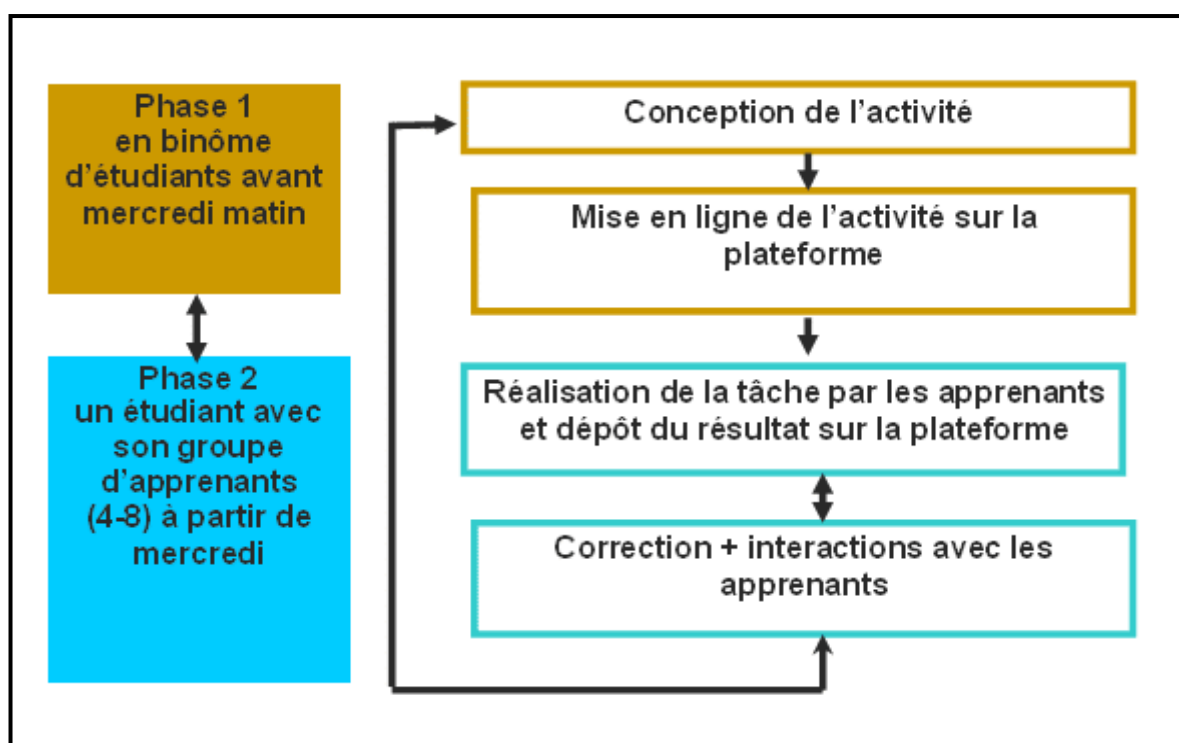 Phase 1
en binôme
d'étudiants avant
mercredi matin
Phase 2
un étudiant avec
son groupe
d'apprenants
(4-8) à partir de
mercredi
Conception de l'activité
Mise en ligne de l'activité sur la
plateforme
Réalisation de la tâche par les apprenants
et dépôt du résultat sur la plateforme
Correction + interactions avec les
apprenants